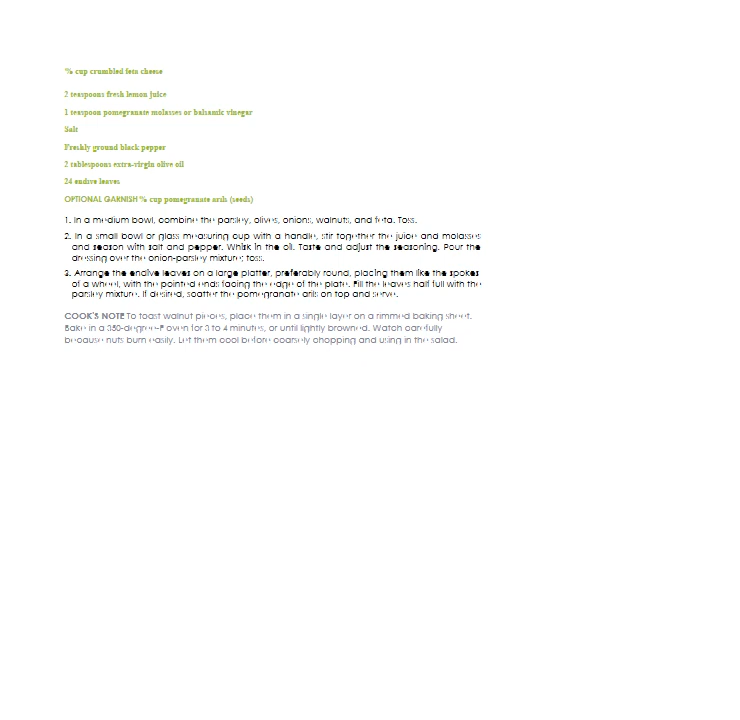 % cup crumbled feta cheese
2 teaspoons fresh lemon juice
1 teaspoon pomegranate molasses or balsamic vinegar
Salt
Freshly ground black pepper
2 tablespoons extra-virgin olive oil
24 endive leaves
OPTIONAL GARNISH % cup pomegranate arils (seeds)
1. In a medium bowl, combine the parsley, olives, onions, walnuts, and feta. Toss.
2. In a small bowl or glass measuring cup with a handle, stir together the juice and molasses
and season with salt and pepper. Whisk in the oil. Taste and adjust the seasoning. Pour the
dressing over the onion-parsley mixture; toss.
3. Arrange the endive leaves on a large platter, preferably round, placing them like the spokes
of a wheel, with the pointed ends facing the edge of the plate. Fill the leaves half full with the
parsley mixture. If desired, scatter the pomegranate arils on top and serve.
COOK'S NOTE To toast walnut pieces, place them in a single layer on a rimmed baking sheet.
Bake in a 350-degree-F oven for 3 to 4 minutes, or until lightly browned. Watch carefully
because nuts burn easily. Let them cool before coarsely chopping and using in the salad.